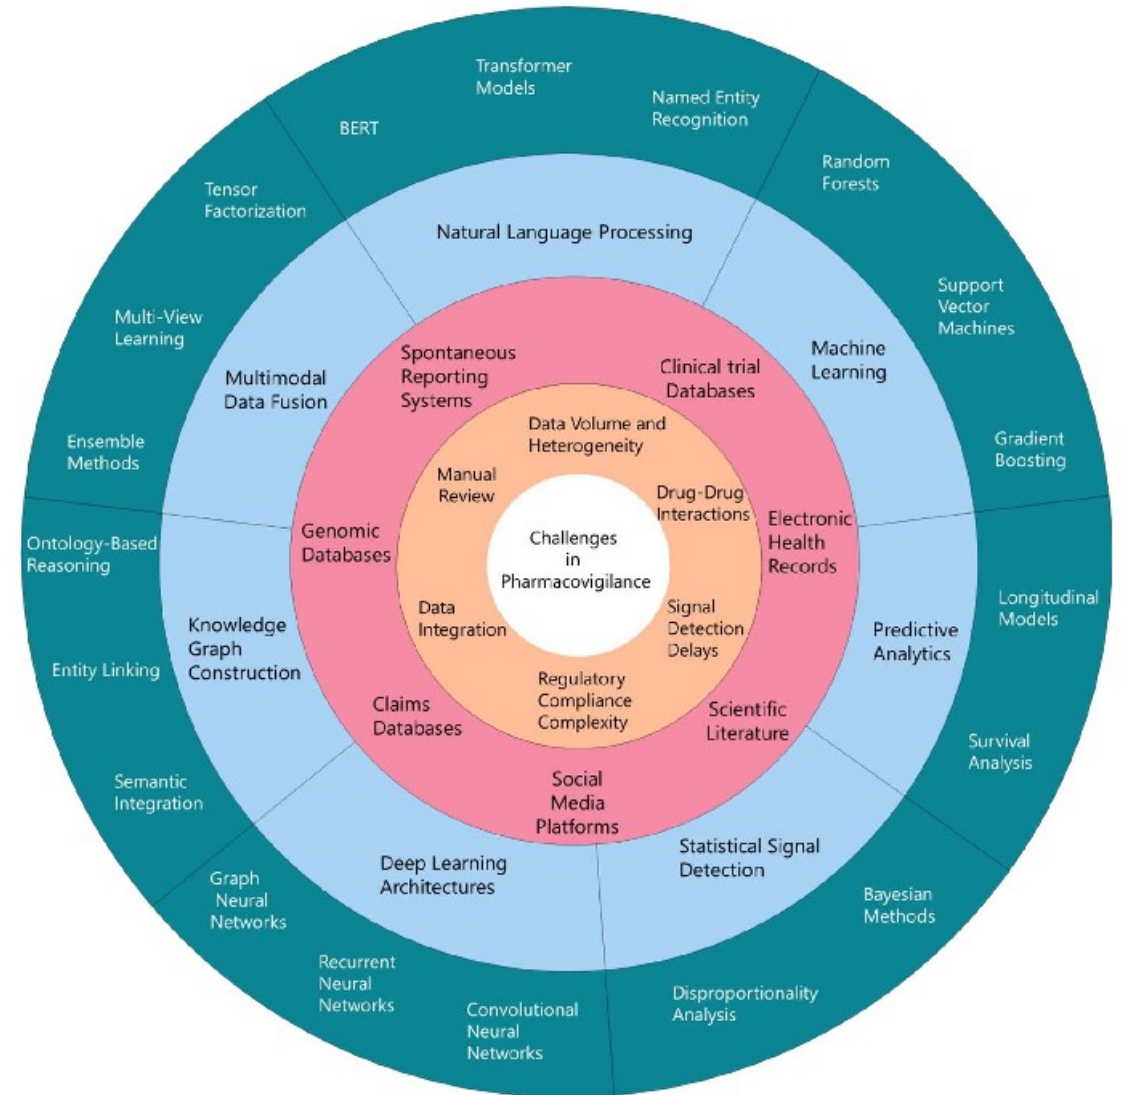 Transformer
Models
Named Entity
Recognition
BERT
Random
Forests
Tensor
Factorization
Natural Language Processing
Support
Vector
Machines
Multi-View
Learning
Machine
Learning
Spontaneous
Reporting
Systems
Clinical trial
Databases
Multimodal
Data Fusion
Data Volume and
Heterogeneity
Ensemble
Methods
Gradient
Boosting
Manual
Review
Drug-Drug
Interactions
Genomic
Databases
Electronic
Health
Records
Challenges
in
Pharmacovigilance
Ontology-Based
Reasoning
Longitudinal
Models
Data
Integration
Signal
Detection
Delays
Knowledge
Graph
Construction
Predictive
Analytics
Entity Linking
Regulatory
Compliance
Complexity
Claims
Databases
Scientific
Literature
Survival
Analysis
Semantic
Integration
Social
Media
Platforms
Deep Learning
Architectures
Statistical Signal
Detection
Graph
Neural
Networks
Bayesian
Methods
Recurrent
Neural
Networks
Disproportionality
Analysis
Convolutional
Neural
Networks